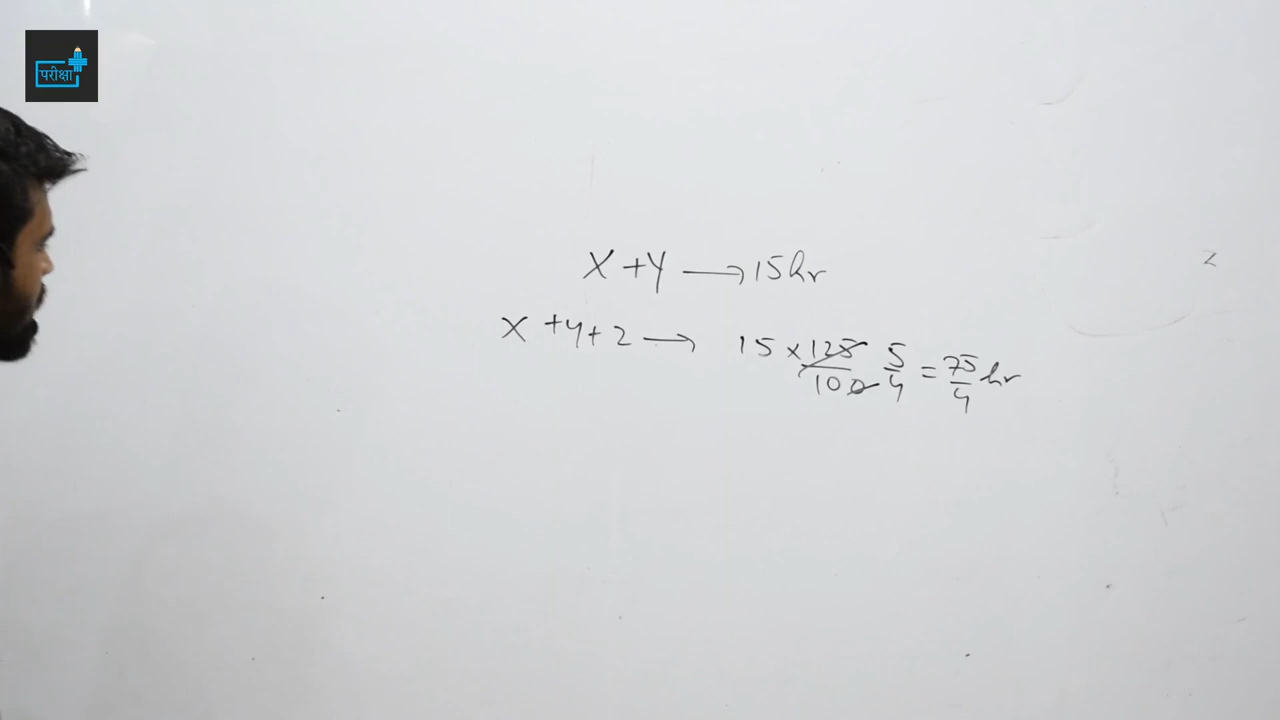 परीक्षा
X + Y → 15 hr
X + Y + Z → 15 × 125/100 5/4 = 75/4 hr